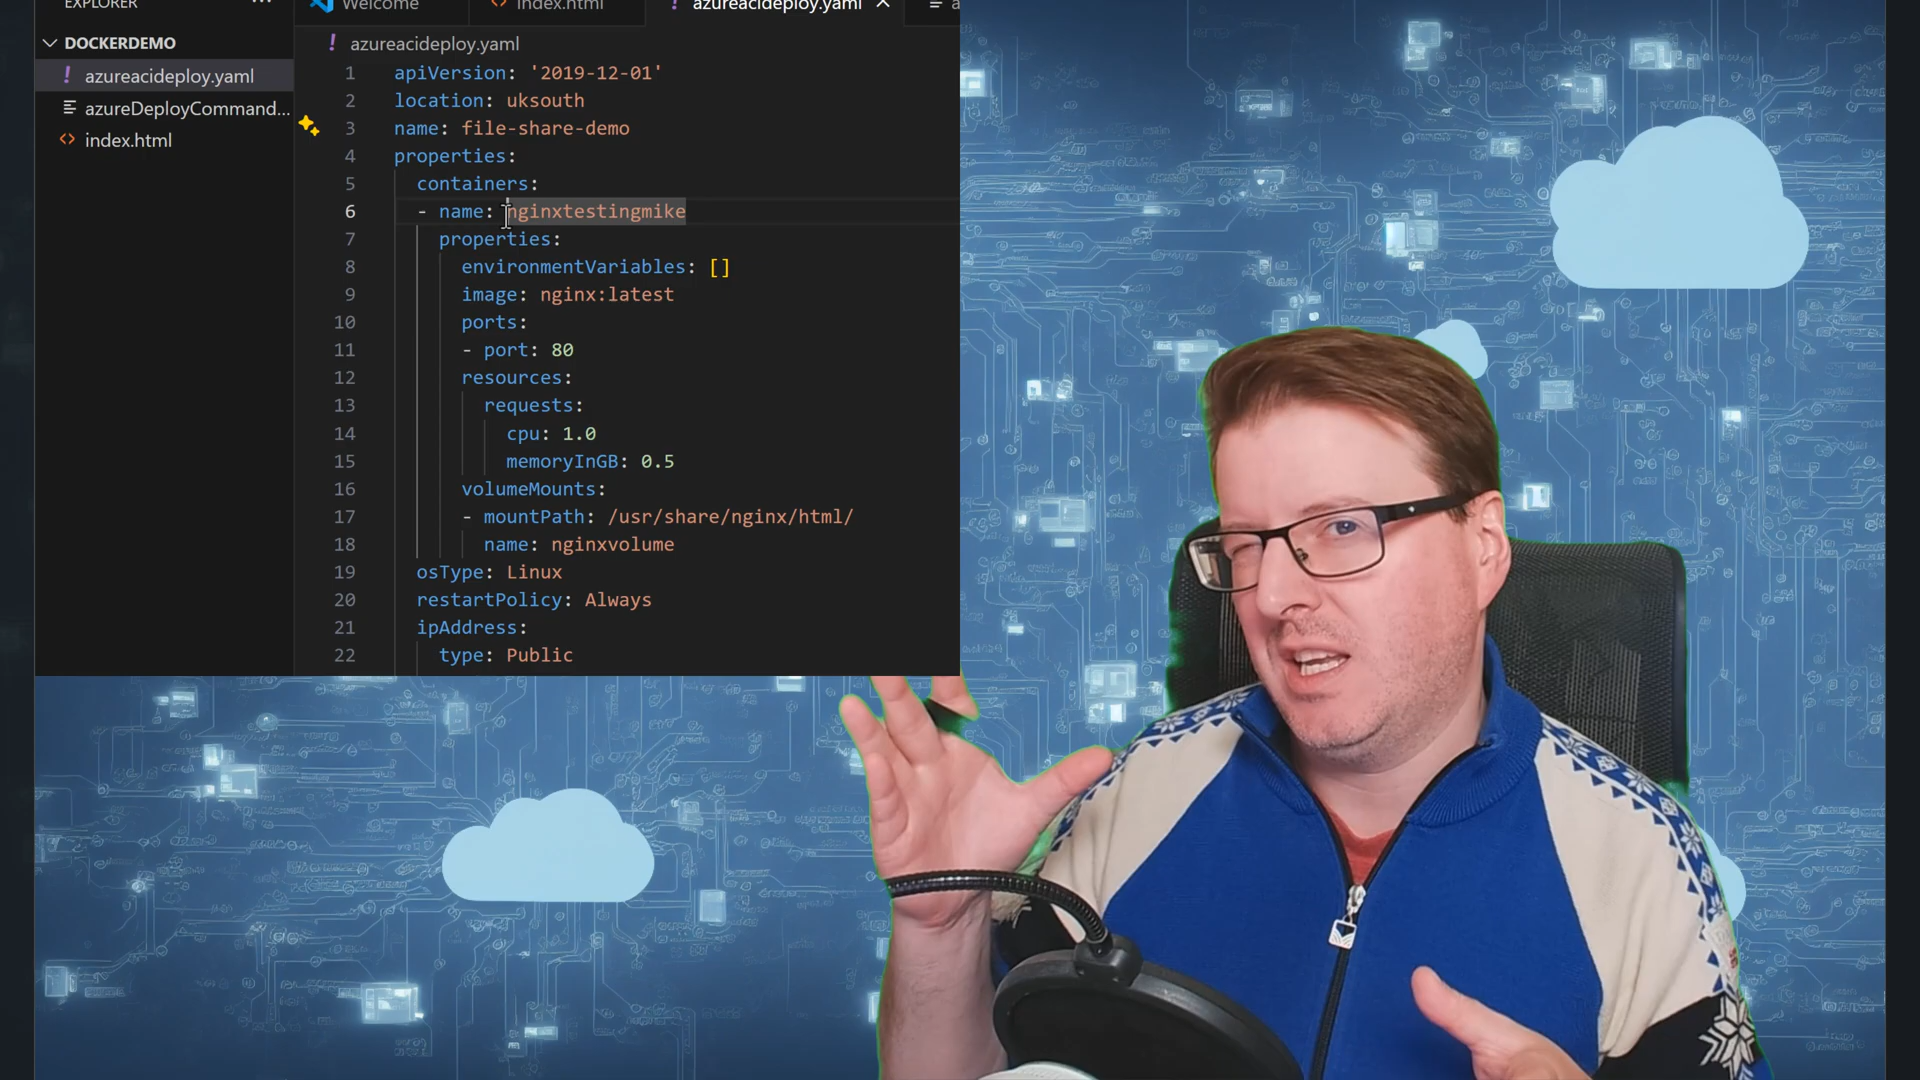 EXPLORER ···
Welcome
index.html
azureacideploy.yaml
DOCKERDEMO
azureacideploy.yaml
azureDeployCommand...
index.html
azureacideploy.yaml
1 apiVersion: '2019-12-01'
2 location: uksouth
3 name: file-share-demo
4 properties:
5 containers:
6 - name: nginxtestingmike
7 properties:
8 environmentVariables: []
9 image: nginx:latest
10 ports:
11 - port: 80
12 resources:
13 requests:
14 cpu: 1.0
15 memoryInGB: 0.5
16 volumeMounts:
17 - mountPath: /usr/share/nginx/html/
18 name: nginxvolume
19 osType: Linux
20 restartPolicy: Always
21 ipAddress:
22 type: Public